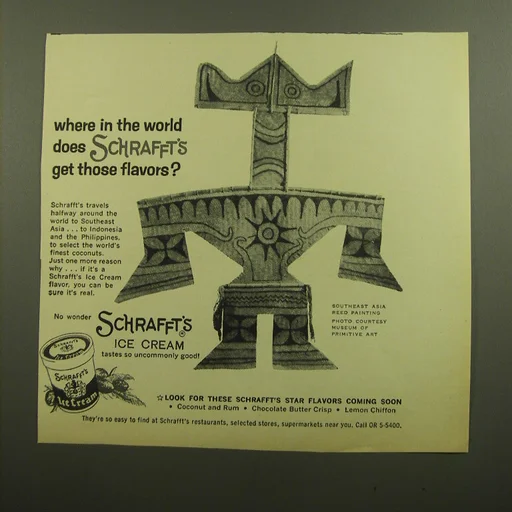 where in the world
does SCHRAFFT'S
get those flavors?
Schrafft's travels
halfway around the
world to Southeast
Asia . . . to Indonesia
and the Philippines,
to select the world's
finest coconuts.
Just one more reason
why . . . if it's a
Schrafft's Ice Cream
flavor, you can be
sure it's real.
No wonder SCHRAFFT'S®
ICE CREAM
tastes so uncommonly good!
SOUTHEAST ASIA
REED PAINTING
PHOTO COURTESY
MUSEUM OF
PRIMITIVE ART
Schrafft's
SCHRAFFT'S
Ice Cream
☆LOOK FOR THESE SCHRAFFT'S STAR FLAVORS COMING SOON
• Coconut and Rum • Chocolate Butter Crisp • Lemon Chiffon
They're so easy to find at Schrafft's restaurants, selected stores, supermarkets near you. Call OR 5-5400.